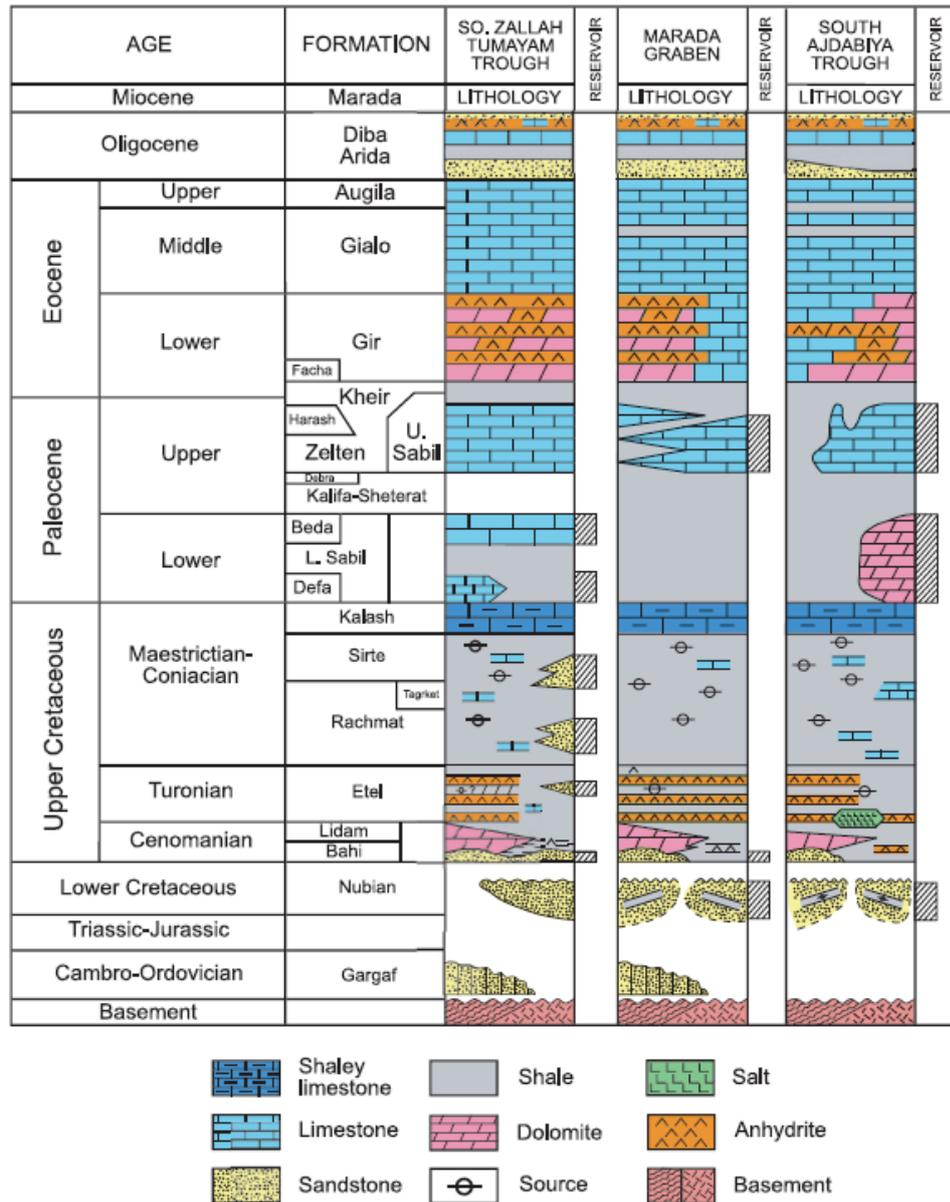 AGE
FORMATION
SO. ZALLAH
TUMAYAM
TROUGH
RESERVOIR
MARADA
GRABEN
RESERVOIR
SOUTH
AJDABIYA
TROUGH
RESERVOIR
Miocene
Marada
LITHOLOGY
LITHOLOGY
LITHOLOGY
Oligocene
Diba
Arida
Eocene
Upper
Augila
Middle
Gialo
Lower
Gir
Facha
Kheir
Paleocene
Upper
Harash
Zelten
U.
Sabil
Dabra
Kalifa-Sheterat
Lower
Beda
L. Sabil
Defa
Upper Cretaceous
Maestrictian-
Coniacian
Kalash
Sirte
Tagrket
Rachmat
Turonian
Etel
Cenomanian
Lidam
Bahi
Lower Cretaceous
Nubian
Triassic-Jurassic
Cambro-Ordovician
Gargaf
Basement
Shaley
limestone
Shale
Salt
Limestone
Dolomite
Anhydrite
Sandstone
Source
Basement